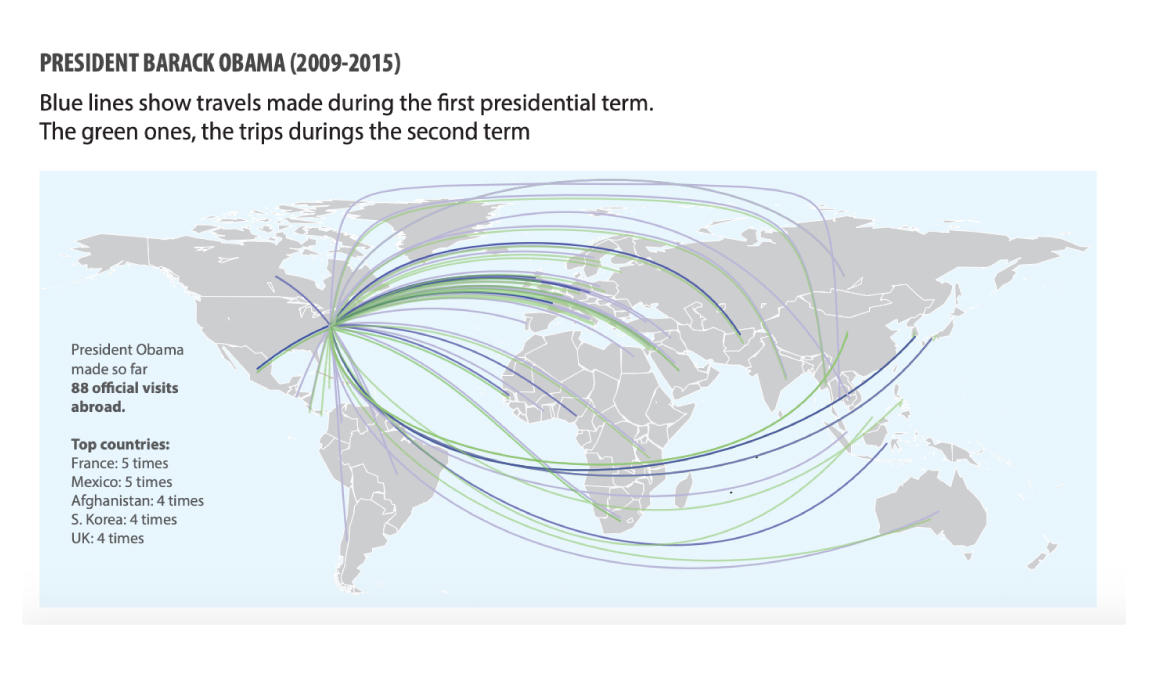 PRESIDENT BARACK OBAMA (2009-2015)
Blue lines show travels made during the first presidential term.
The green ones, the trips durings the second term
President Obama
made so far
88 official visits
abroad.
Top countries:
France: 5 times
Mexico: 5 times
Afghanistan: 4 times
S. Korea: 4 times
UK: 4 times